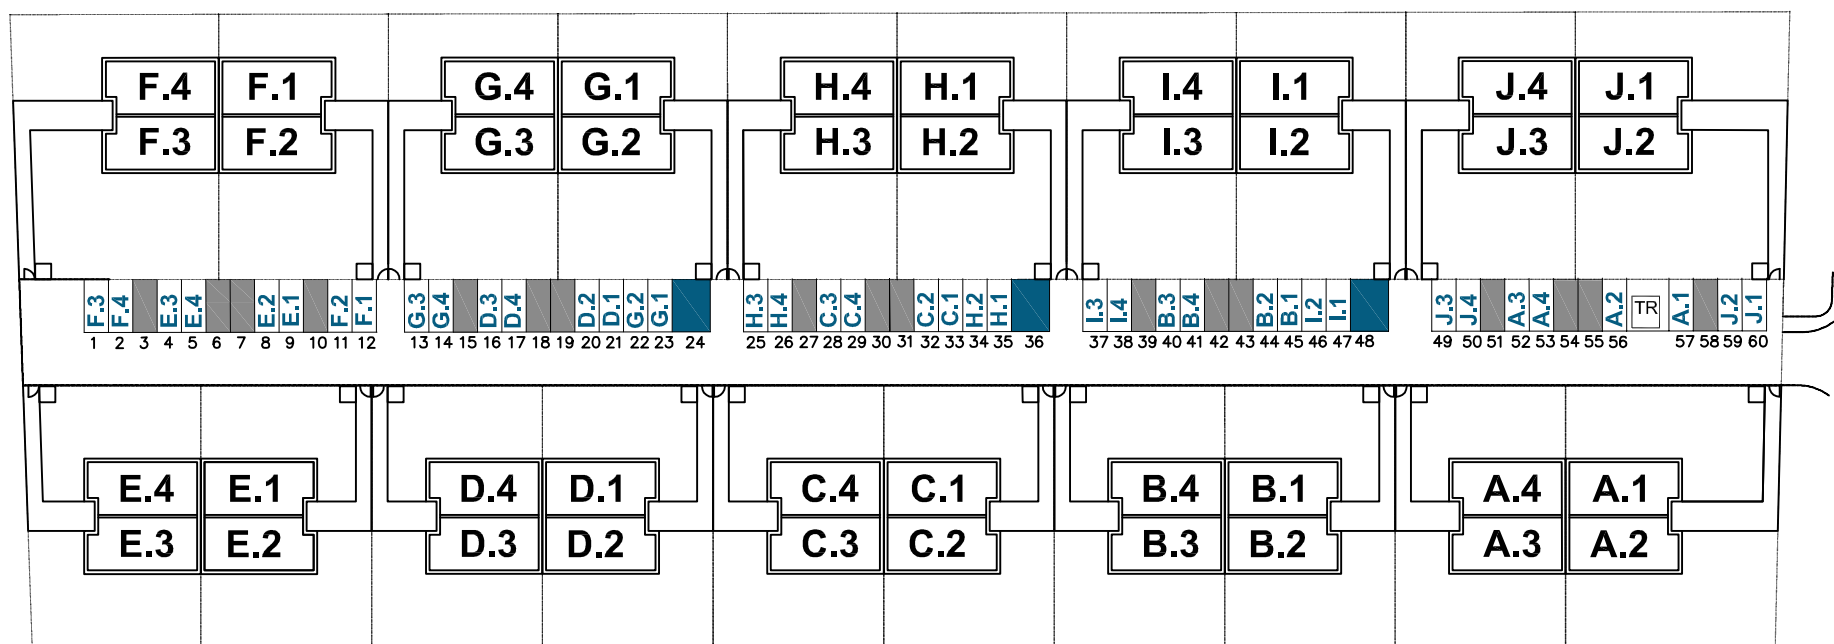 F.4 F.1 G.4 G.1 H.4 H.1 I.4 I.1 J.4 J.1
F.3 F.2 G.3 G.2 H.3 H.2 I.3 I.2 J.3 J.2
F.3 F.4 E.3 E.4 E.2 E.1 F.2 F.1 G.3 G.4 D.3 D.4 D.2 D.1 G.2 G.1 H.3 H.4 C.3 C.4 C.2 C.1 H.2 H.1 I.3 I.4 B.3 B.4 B.2 B.1 I.2 I.1 J.3 J.4 A.3 A.4 A.2 TR A.1 J.2 J.1
1 2 3 4 5 6 7 8 9 10 11 12 13 14 15 16 17 18 19 20 21 22 23 24 25 26 27 28 29 30 31 32 33 34 35 36 37 38 39 40 41 42 43 44 45 46 47 48 49 50 51 52 53 54 55 56 57 58 59 60
E.4 E.1 D.4 D.1 C.4 C.1 B.4 B.1 A.4 A.1
E.3 E.2 D.3 D.2 C.3 C.2 B.3 B.2 A.3 A.2